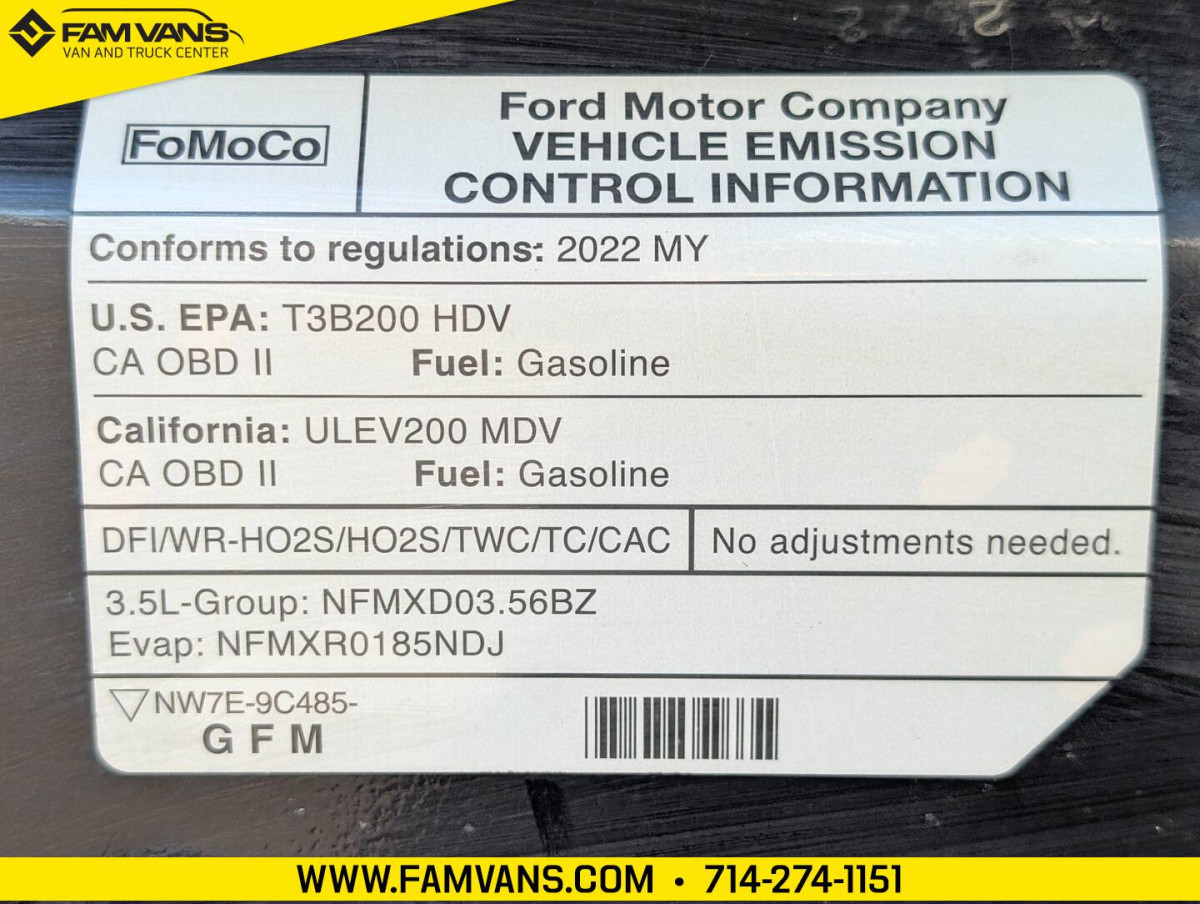 FAM VANS
VAN AND TRUCK CENTER
FoMoCo
Ford Motor Company
VEHICLE EMISSION
CONTROL INFORMATION
Conforms to regulations: 2022 MY
U.S. EPA: T3B200 HDV
CA OBD II Fuel: Gasoline
California: ULEV200 MDV
CA OBD II Fuel: Gasoline
DFI/WR-HO2S/HO2S/TWC/TC/CAC No adjustments needed.
3.5L-Group: NFMXD03.56BZ
Evap: NFMXR0185NDJ
NW7E-9C485-
G F M
WWW.FAMVANS.COM • 714-274-1151